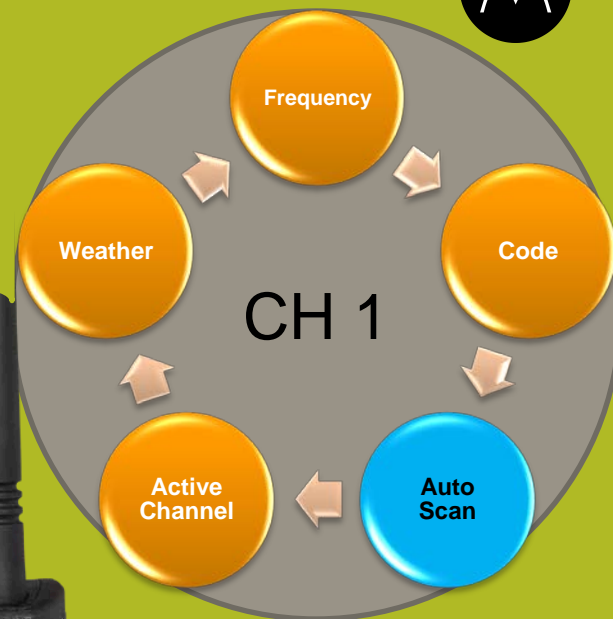 Frequency
Code
Auto
Scan
Active
Channel
Weather
CH 1